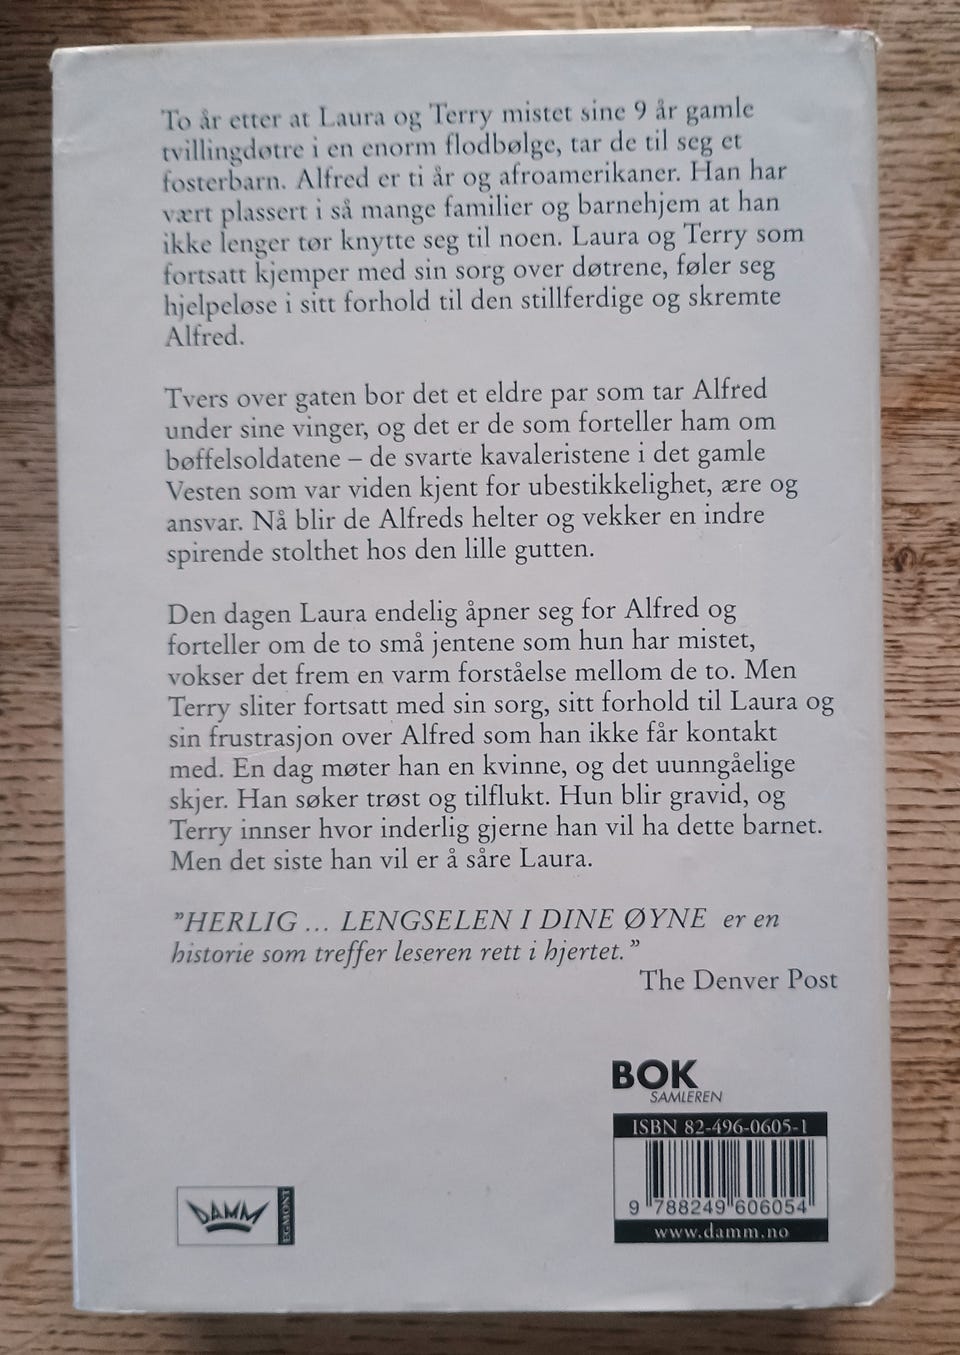 To år etter at Laura og Terry mistet sine 9 år gamle
tvillingdøtre i en enorm flodbølge, tar de til seg et
fosterbarn. Alfred er ti år og afroamerikaner. Han har
vært plassert i så mange familier og barnehjem at han
ikke lenger tør knytte seg til noen. Laura og Terry som
fortsatt kjemper med sin sorg over døtrene, føler seg
hjelpeløse i sitt forhold til den stillferdige og skremte
Alfred.
Tvers over gaten bor det et eldre par som tar Alfred
under sine vinger, og det er de som forteller ham om
bøffelsoldatene – de svarte kavaleristene i det gamle
Vesten som var viden kjent for ubestikkelighet, ære og
ansvar. Nå blir de Alfreds helter og vekker en indre
spirende stolthet hos den lille gutten.
Den dagen Laura endelig åpner seg for Alfred og
forteller om de to små jentene som hun har mistet,
vokser det frem en varm forståelse mellom de to. Men
Terry sliter fortsatt med sin sorg, sitt forhold til Laura og
sin frustrasjon over Alfred som han ikke får kontakt
med. En dag møter han en kvinne, og det uunngåelige
skjer. Han søker trøst og tilflukt. Hun blir gravid, og
Terry innser hvor inderlig gjerne han vil ha dette barnet.
Men det siste han vil er å såre Laura.
”HERLIG ... LENGSELEN I DINE ØYNE er en
historie som treffer leseren rett i hjertet.”
The Denver Post
BOK
SAMLEREN
ISBN 82-496-0605-1
9 788249 606054
www.damm.no
DAMM
EGMONT